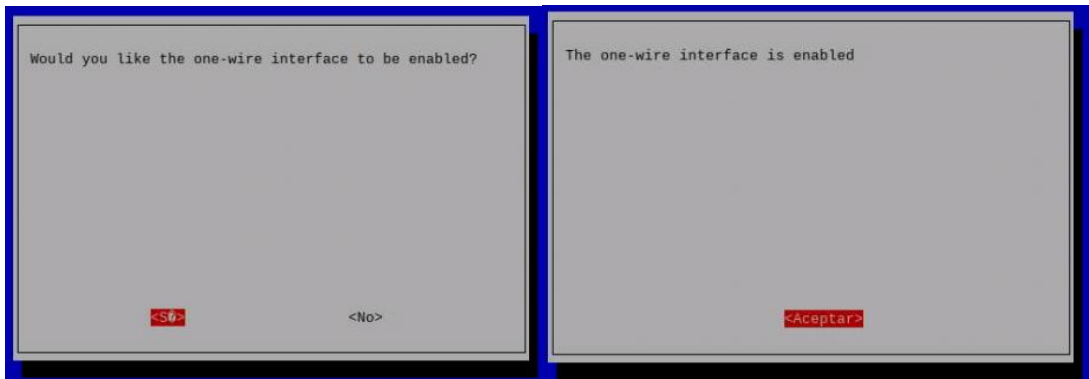 Would you like the one-wire interface to be enabled?
<No>
The one-wire interface is enabled
<Aceptar>